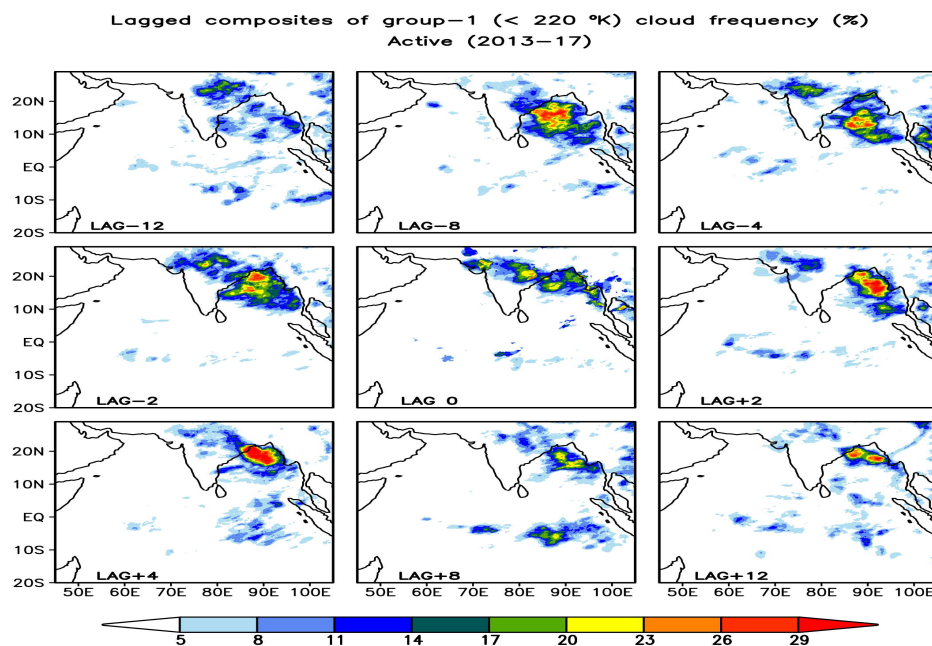 Lagged composites of group-1 (< 220 °K) cloud frequency (%)
Active (2013-17)
20N
10N
EQ
10S
20S
LAG-12
LAG-8
LAG-4
20N
10N
EQ
10S
20S
LAG-2
LAG 0
LAG+2
20N
10N
EQ
10S
20S
LAG+4
LAG+8
LAG+12
50E 60E 70E 80E 90E 100E 50E 60E 70E 80E 90E 100E 50E 60E 70E 80E 90E 100E
5 8 11 14 17 20 23 26 29